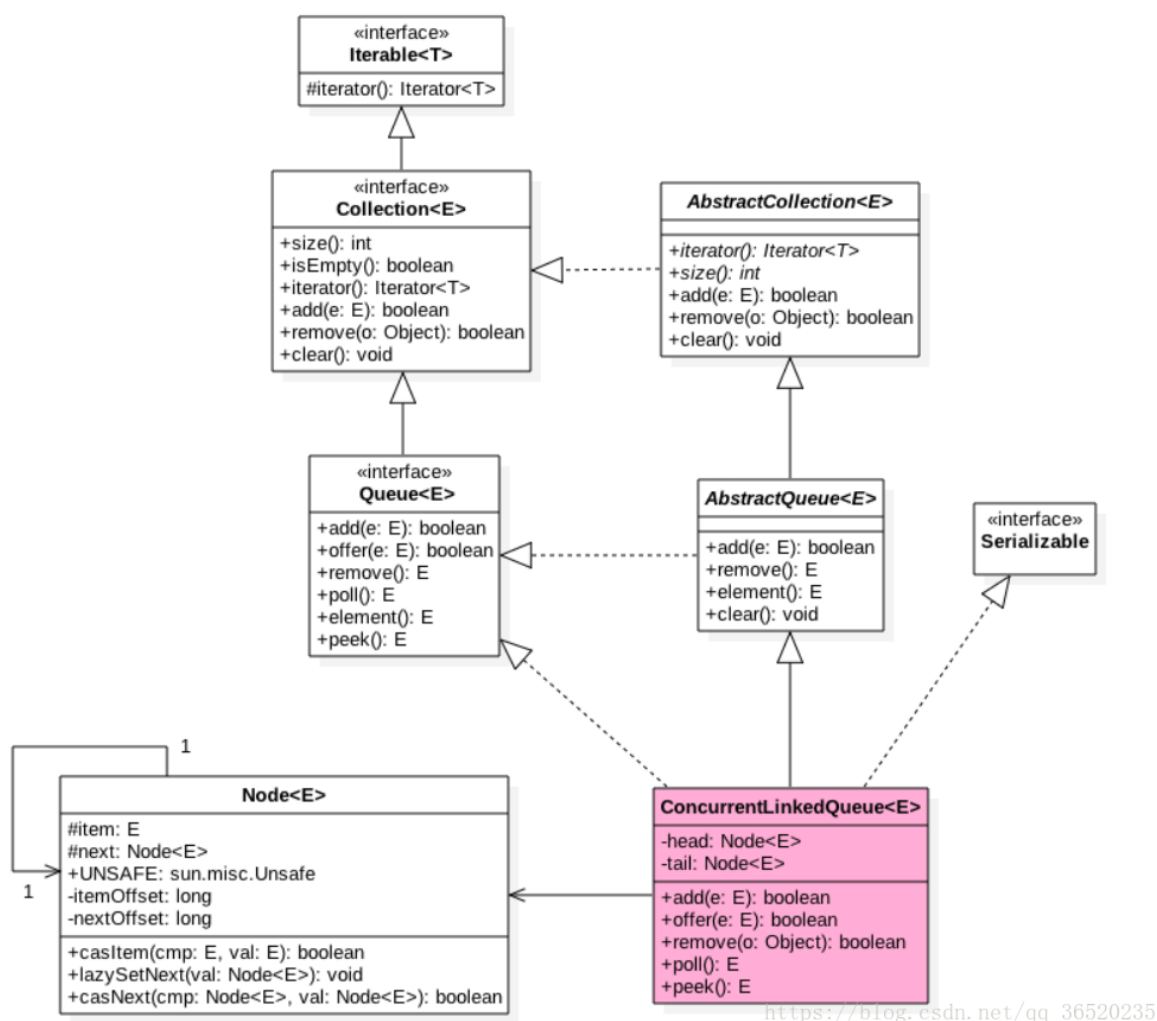 «interface»
Iterable<T>
#iterator(): Iterator<T>
«interface»
Collection<E>
+size(): int
+isEmpty(): boolean
+iterator(): Iterator<T>
+add(e: E): boolean
+remove(o: Object): boolean
+clear(): void
AbstractCollection<E>
+iterator(): Iterator<T>
+size(): int
+add(e: E): boolean
+remove(o: Object): boolean
+clear(): void
«interface»
Queue<E>
+add(e: E): boolean
+offer(e: E): boolean
+remove(): E
+poll(): E
+element(): E
+peek(): E
AbstractQueue<E>
+add(e: E): boolean
+remove(): E
+element(): E
+clear(): void
«interface»
Serializable
1
1
Node<E>
#item: E
#next: Node<E>
+UNSAFE: sun.misc.Unsafe
-itemOffset: long
-nextOffset: long
+casItem(cmp: E, val: E): boolean
+lazySetNext(val: Node<E>): void
+casNext(cmp: Node<E>, val: Node<E>): boolean
ConcurrentLinkedQueue<E>
-head: Node<E>
-tail: Node<E>
+add(e: E): boolean
+offer(e: E): boolean
+remove(o: Object): boolean
+poll(): E
+peek(): E
https://blog.csdn.net/qq_36520235